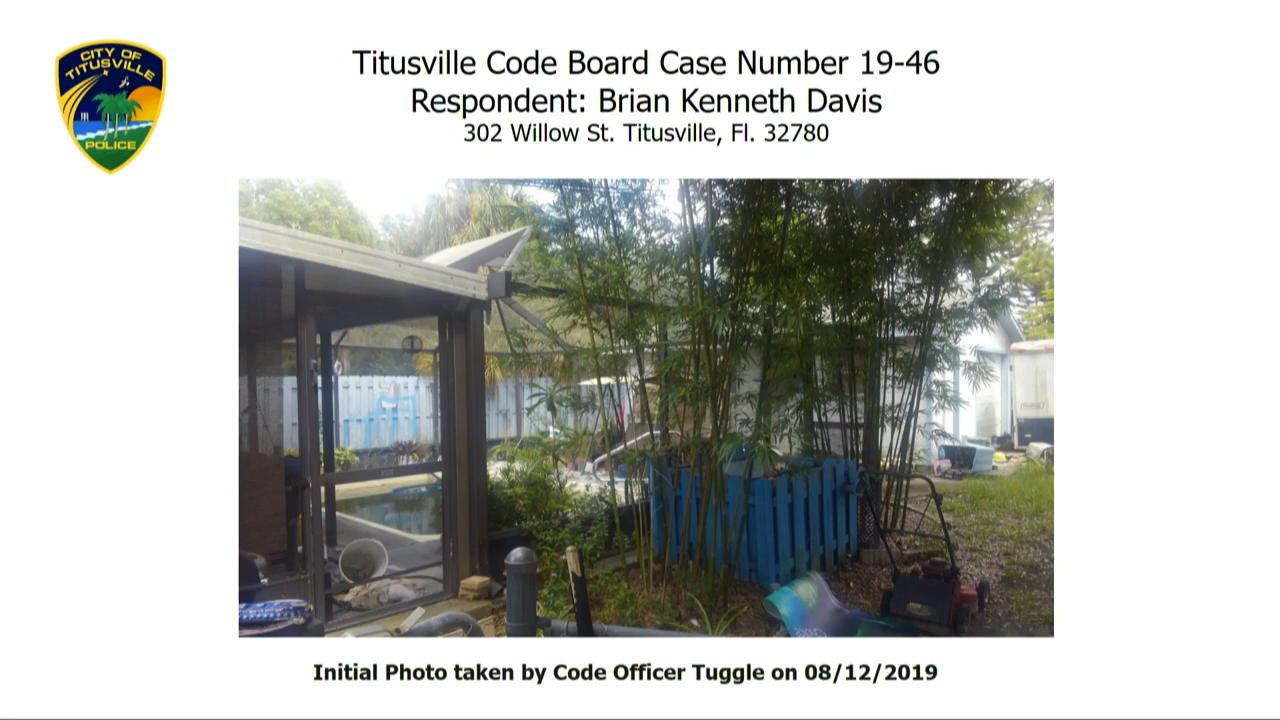 CITY OF
TITUSVILLE
POLICE
Titusville Code Board Case Number 19-46
Respondent: Brian Kenneth Davis
302 Willow St. Titusville, Fl. 32780
Initial Photo taken by Code Officer Tuggle on 08/12/2019